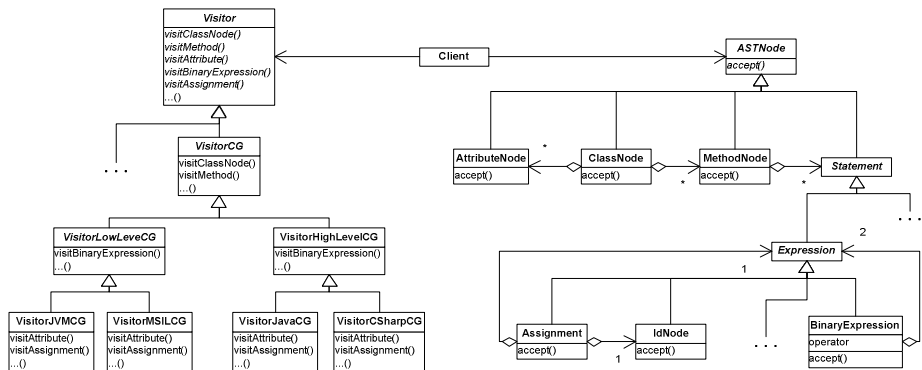 Visitor
visitClassNode()
visitMethod()
visitAttribute()
visitBinaryExpression()
visitAssignment()
...()
Client
ASTNode
accept()
VisitorCG
visitClassNode()
visitMethod()
...()
...
AttributeNode
accept()
*
ClassNode
accept()
*
MethodNode
accept()
*
Statement
...
VisitorLowLeveCG
visitBinaryExpression()
...()
VisitorHighLevelCG
visitBinaryExpression()
...()
Expression
2
1
VisitorJVMCG
visitAttribute()
visitAssignment()
...()
VisitorMSILCG
visitAttribute()
visitAssignment()
...()
VisitorJavaCG
visitAttribute()
visitAssignment()
...()
VisitorCSharpCG
visitAttribute()
visitAssignment()
...()
Assignment
accept()
1
IdNode
accept()
...
BinaryExpression
operator
accept()